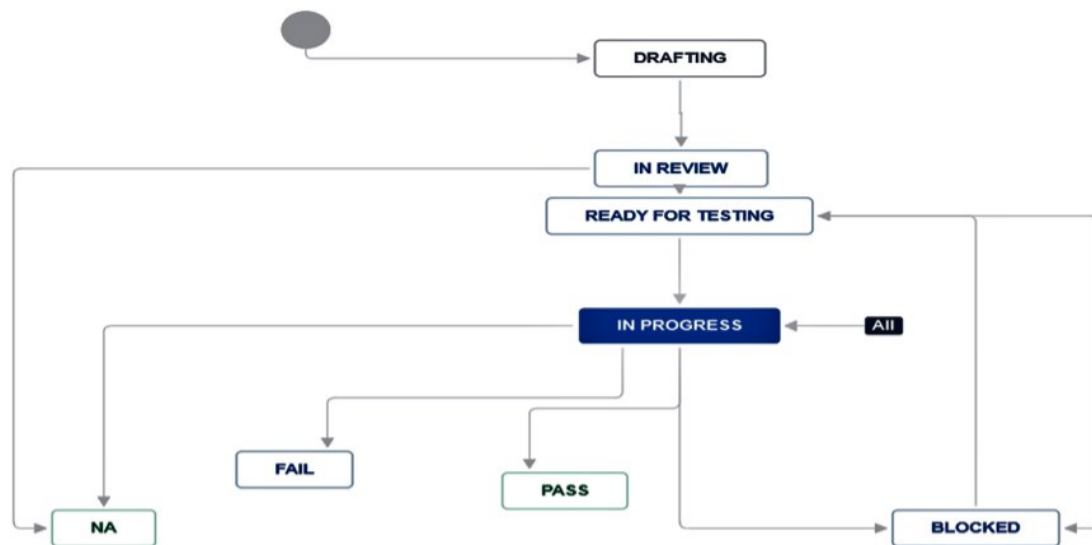 DRAFTING
IN REVIEW
READY FOR TESTING
IN PROGRESS
All
FAIL
PASS
NA
BLOCKED